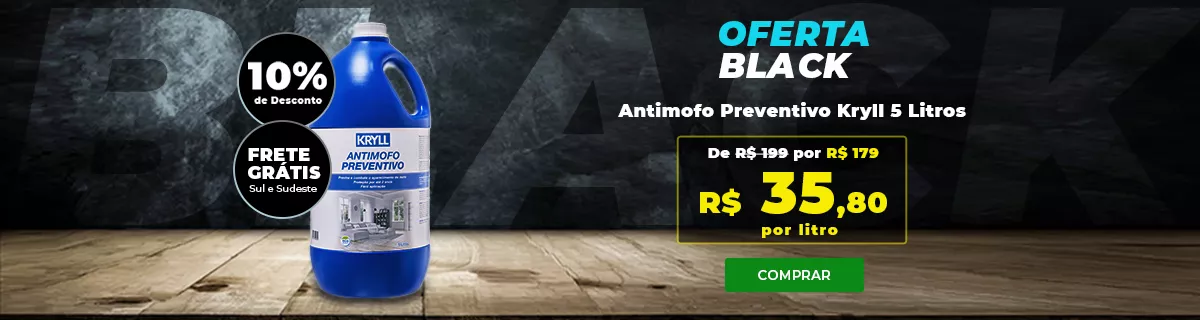 BLACK
10%
de Desconto
FRETE
GRÁTIS
Sul e Sudeste
KRYLL
ANTIMOFO
PREVENTIVO
OFERTA
BLACK
Antimofo Preventivo Kryll 5 Litros
De R$ 199 por R$ 179
R$ 35,80
por litro
COMPRAR